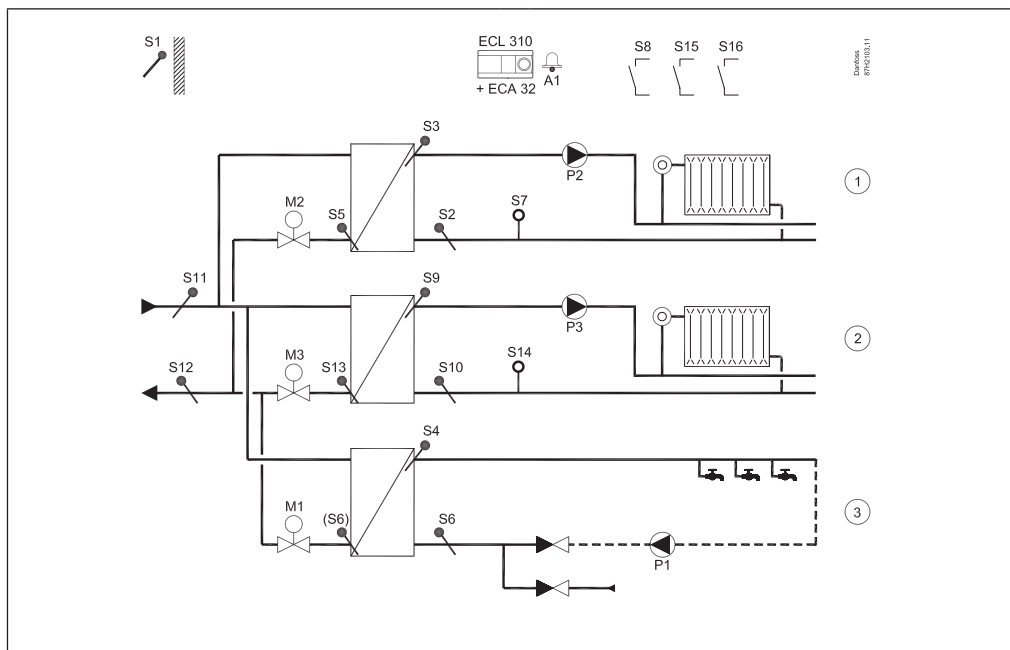 S1
ECL 310
A1
+ ECA 32
S8
S15
S16
Danfoss
87H2103.11
S3
P2
M2
S5
S2
S7
1
S11
S9
P3
M3
S12
S13
S10
S14
2
S4
M1
(S6)
S6
P1
3